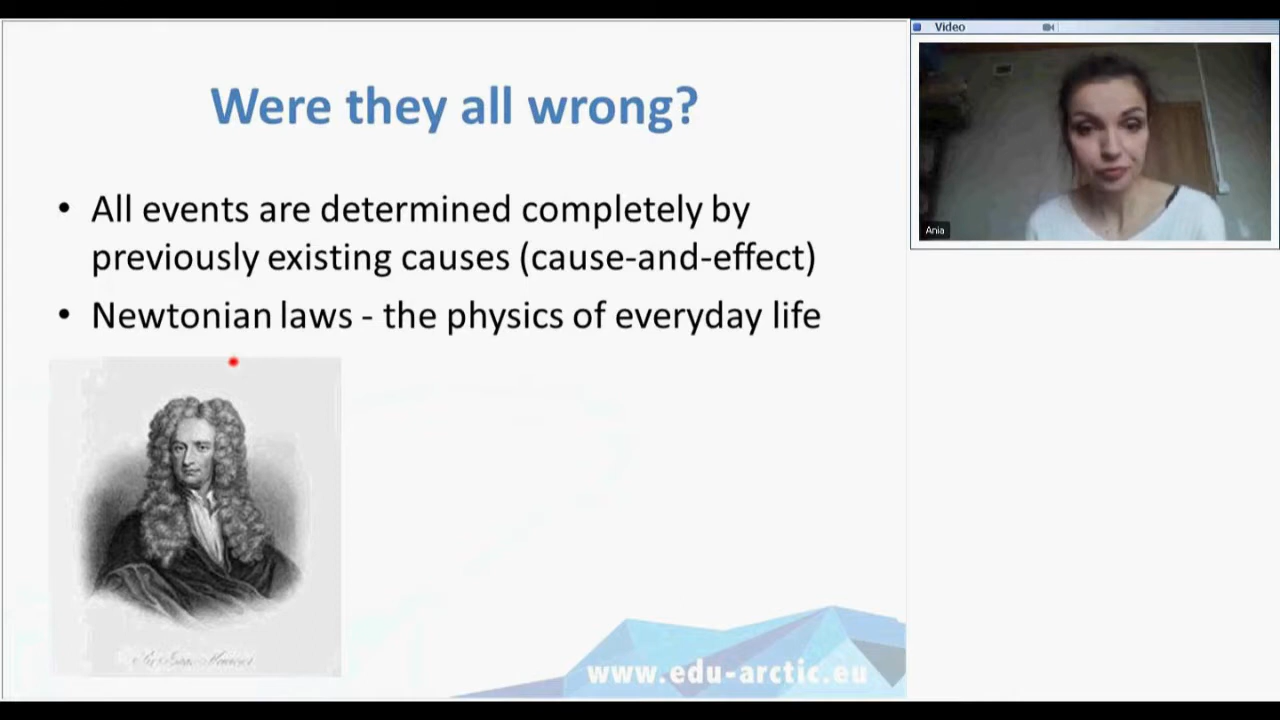 Were they all wrong?
• All events are determined completely by
previously existing causes (cause-and-effect)
• Newtonian laws - the physics of everyday life
www.edu-arctic.eu
Video
Ania